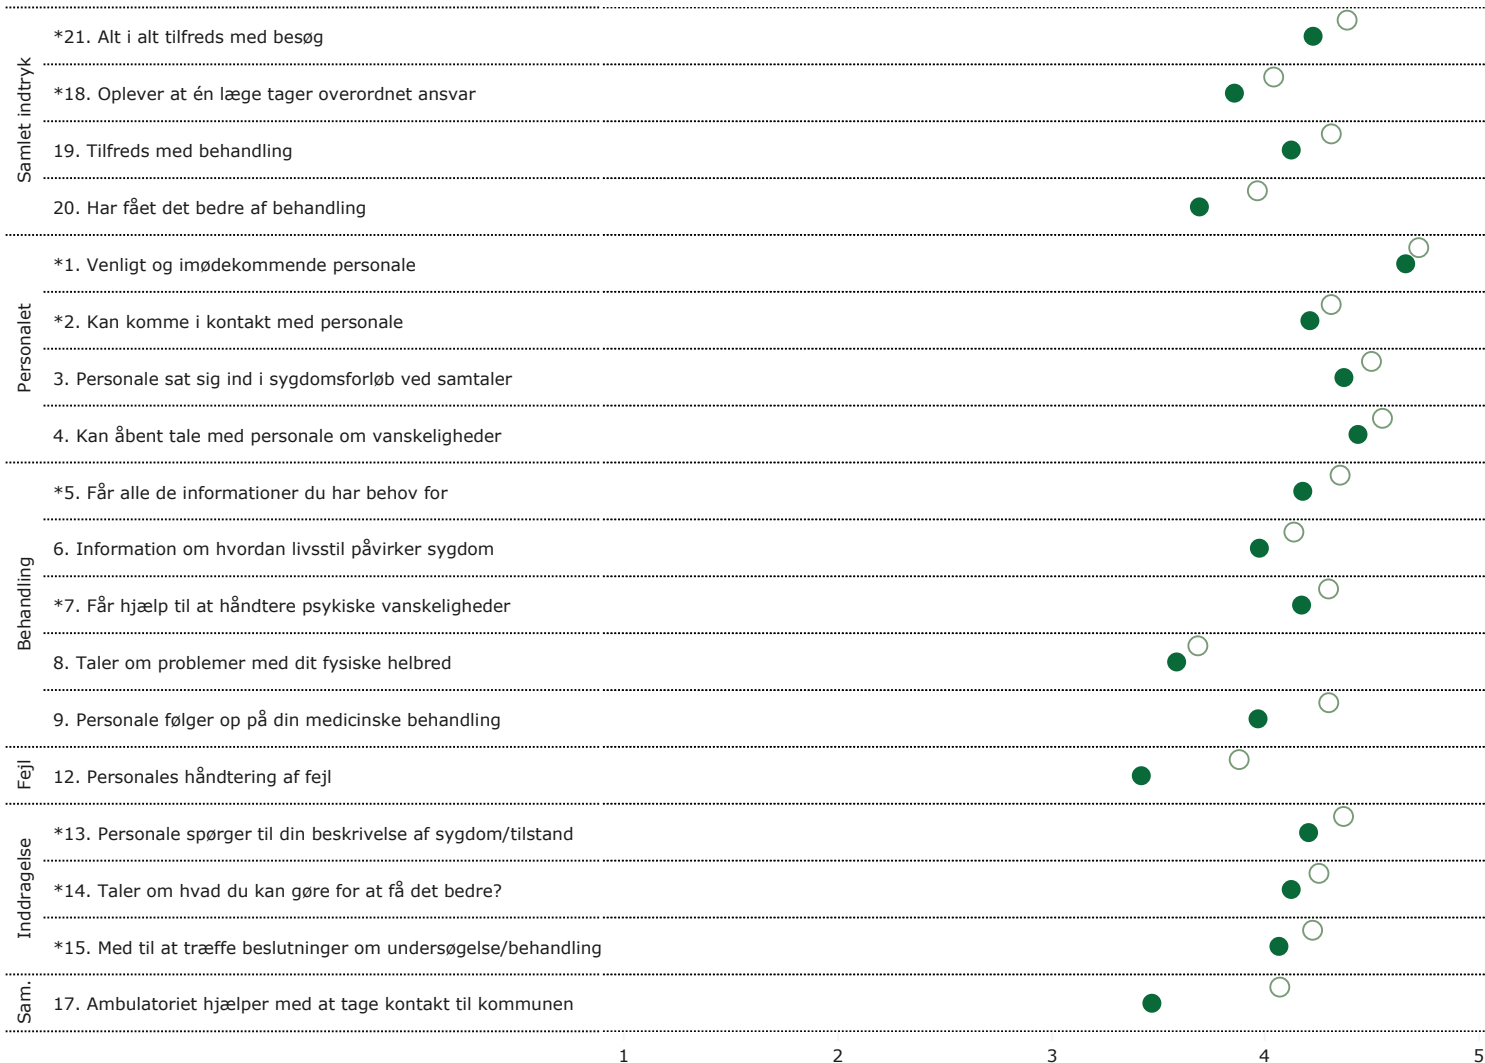 Samlet indtryk
*21. Alt i alt tilfreds med besøg
*18. Oplever at én læge tager overordnet ansvar
19. Tilfreds med behandling
20. Har fået det bedre af behandling
Personalet
*1. Venligt og imødekommende personale
*2. Kan komme i kontakt med personale
3. Personale sat sig ind i sygdomsforløb ved samtaler
4. Kan åbent tale med personale om vanskeligheder
Behandling
*5. Får alle de informationer du har behov for
6. Information om hvordan livsstil påvirker sygdom
*7. Får hjælp til at håndtere psykiske vanskeligheder
8. Taler om problemer med dit fysiske helbred
9. Personale følger op på din medicinske behandling
Fejl
12. Personales håndtering af fejl
Inddragelse
*13. Personale spørger til din beskrivelse af sygdom/tilstand
*14. Taler om hvad du kan gøre for at få det bedre?
*15. Med til at træffe beslutninger om undersøgelse/behandling
Sam.
17. Ambulatoriet hjælper med at tage kontakt til kommunen
1 2 3 4 5